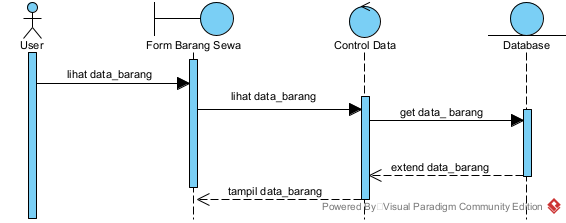 User
Form Barang Sewa
Control Data
Database
lihat data_barang
lihat data_barang
get data_ barang
extend data_barang
tampil data_barang
Powered By Visual Paradigm Community Edition